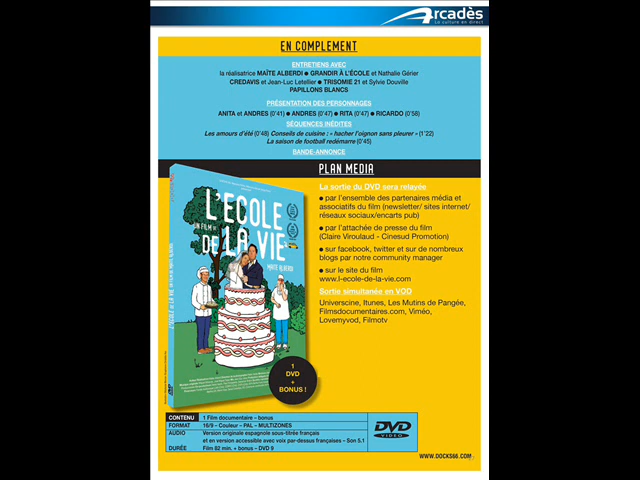 Arcadès
La culture en direct
EN COMPLEMENT
ENTRETIENS AVEC
la réalisatrice MAÏTE ALBERDI ● GRANDIR À L'ÉCOLE et Nathalie Gérier
CREDAVIS et Jean-Luc Letellier ● TRISOMIE 21 et Sylvie Douville
PAPILLONS BLANCS
PRÉSENTATION DES PERSONNAGES
ANITA et ANDRES (0'41) ● ANDRES (0'47) ● RITA (0'47) ● RICARDO (0'58)
SÉQUENCES INÉDITES
Les amours d'été (0'48) Conseils de cuisine : « hacher l'oignon sans pleurer » (1'22)
La saison de football redémarre (0'45)
BANDE-ANNONCE
PLAN MEDIA
L'ECOLE
UN FILM DE
DE LA VIE
MAITE ALBERDI
DVD
1
DVD
+
BONUS !
La sortie du DVD sera relayée
● par l'ensemble des partenaires média et
associatifs du film (newsletter/ sites internet/
réseaux sociaux/encarts pub)
● par l'attachée de presse du film
(Claire Viroulaud - Cinesud Promotion)
● sur facebook, twitter et sur de nombreux
blogs par notre community manager
● sur le site du film
www.l-ecole-de-la-vie.com
Sortie simultanée en VOD
Universcine, Itunes, Les Mutins de Pangée,
Filmsdocumentaires.com, Viméo,
Lovemyvod, Filmotv
CONTENU 1 Film documentaire – bonus
FORMAT 16/9 – Couleur – PAL – MULTIZONES
AUDIO Version originale espagnole sous-titrée français
et en version accessible avec voix par-dessus françaises – Son 5.1
DURÉE Film 82 min. + bonus – DVD 9
DVD
VIDEO
WWW.DOCKS66.COM